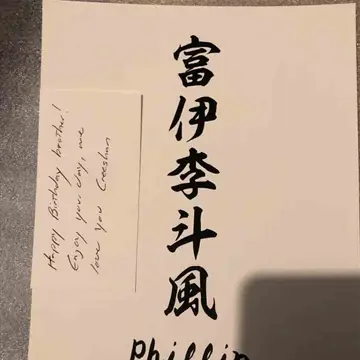 富伊李斗風
Phillip
Happy Birthday brother!
Enjoy your day, we
love you